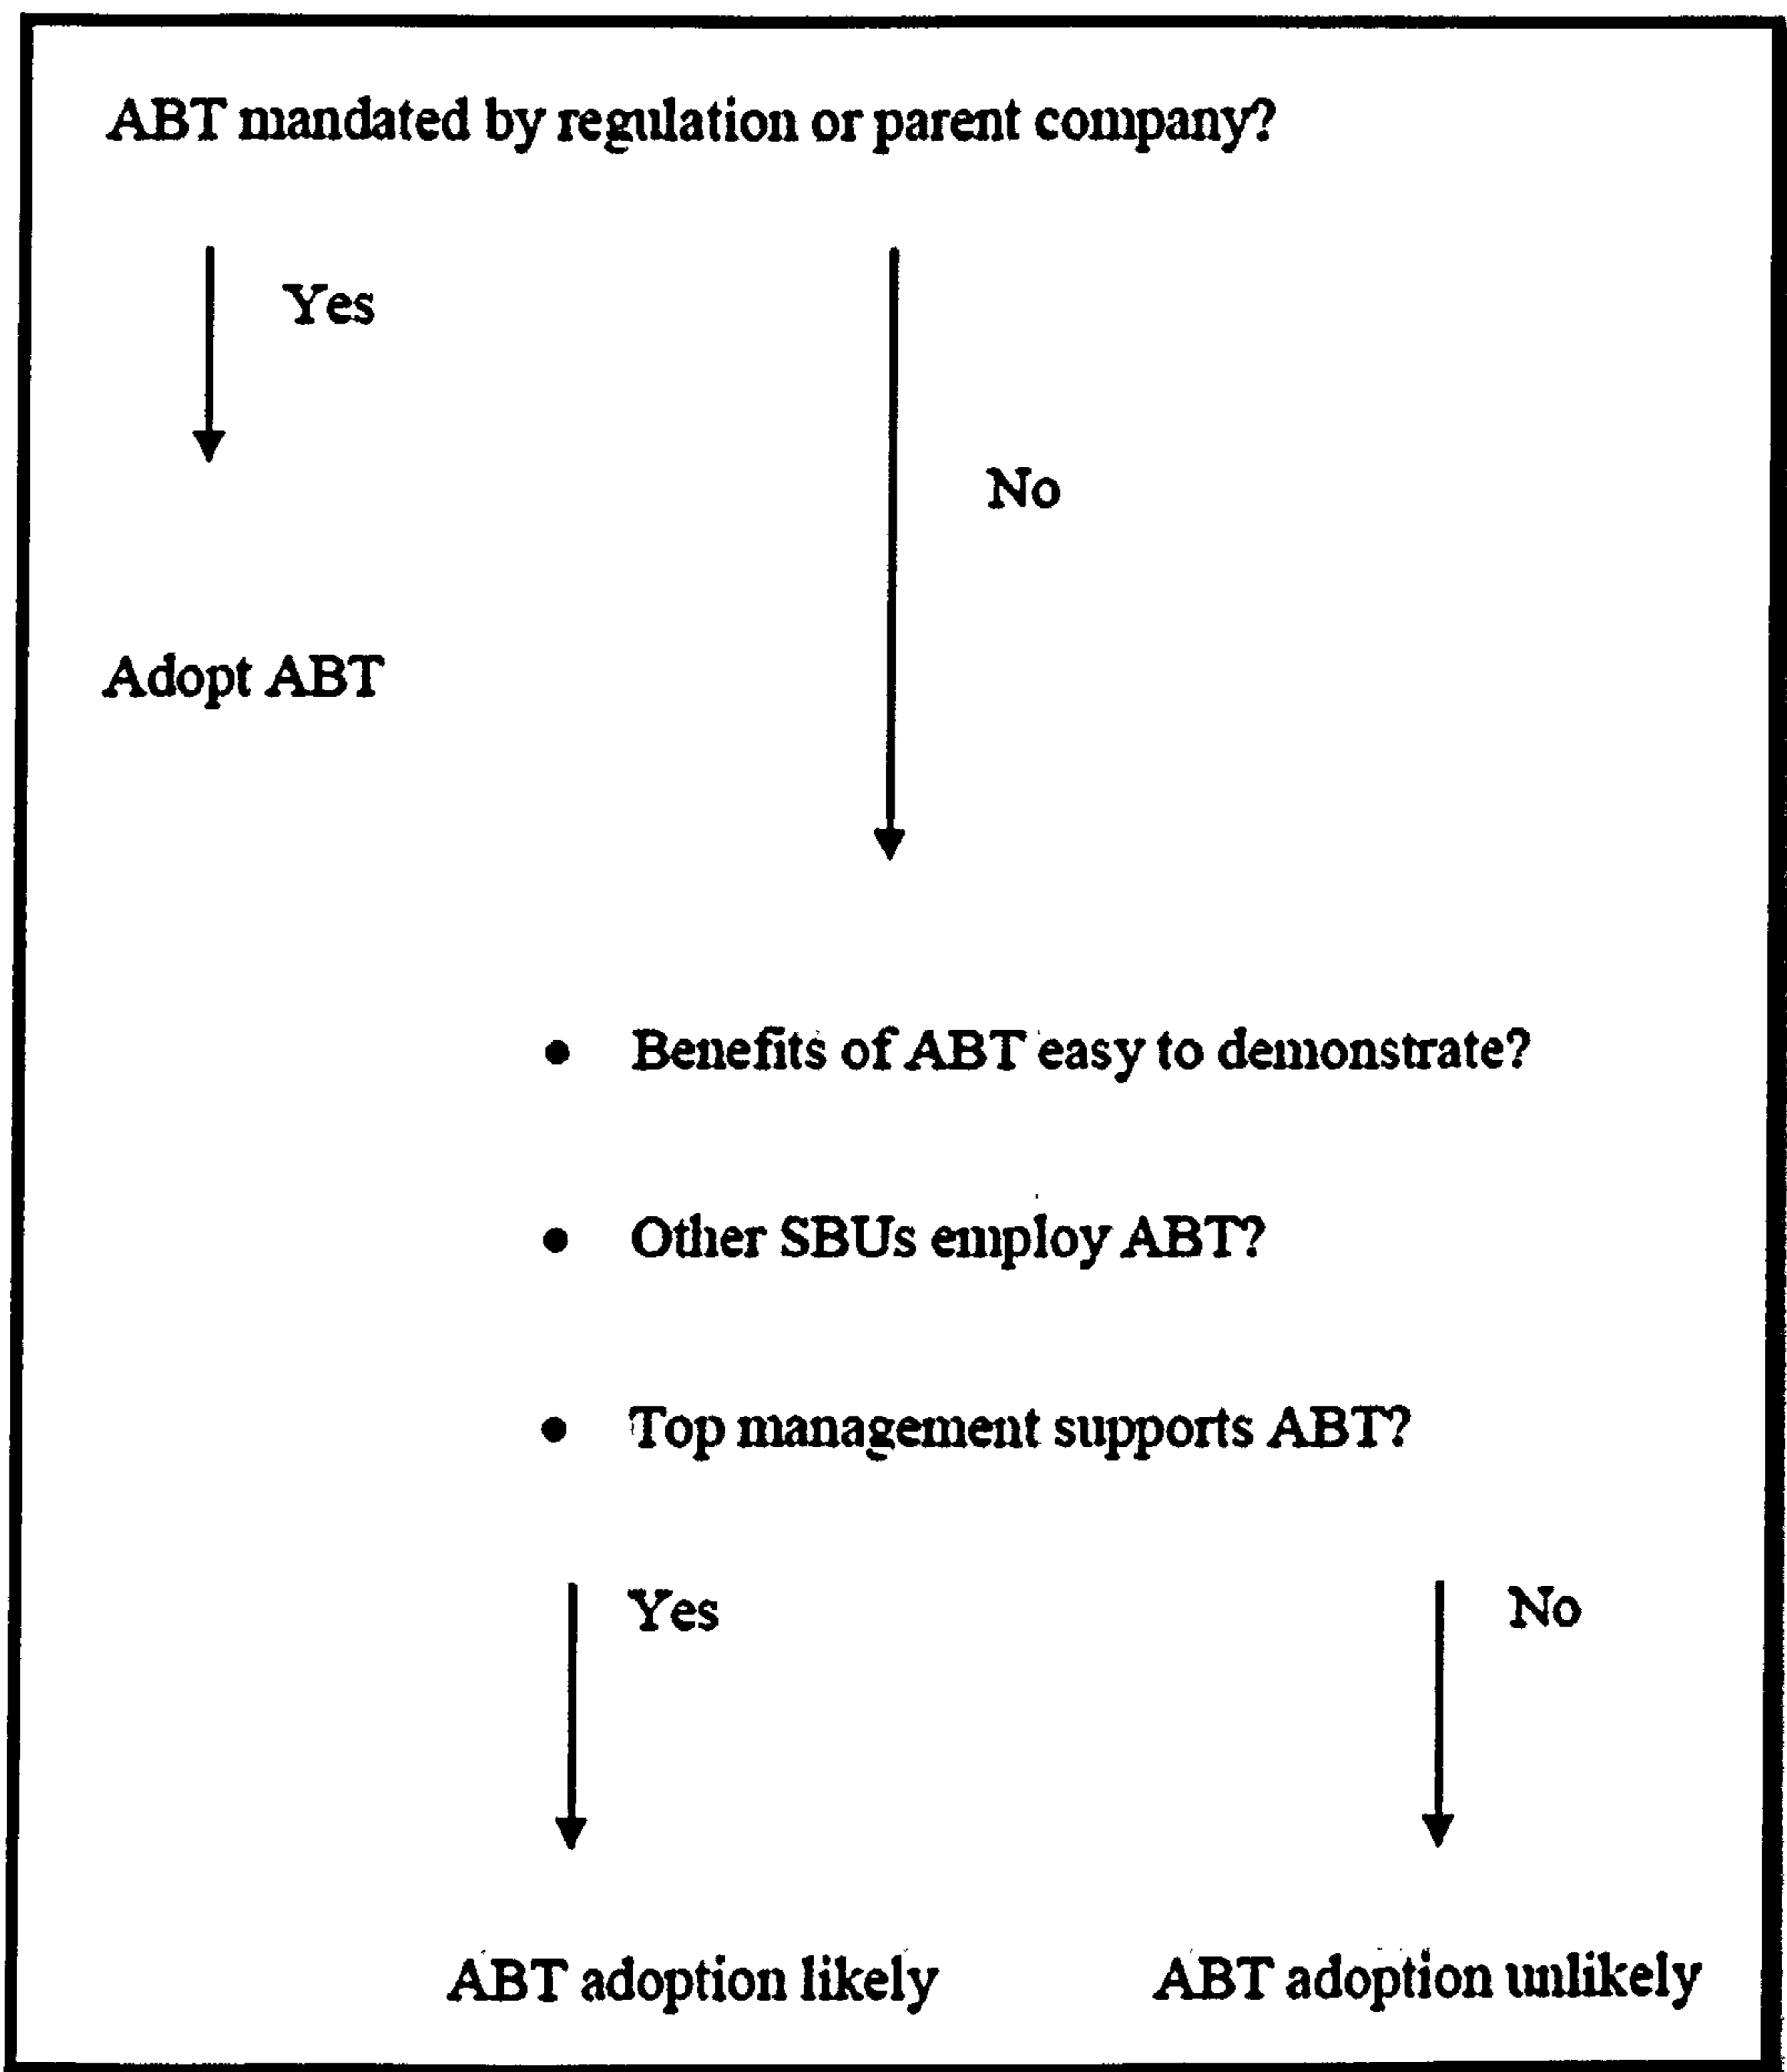 ABT mandated by regulation or parent company?
Yes
No
Adopt ABT
• Benefits of ABT easy to demonstrate?
• Other SBUs employ ABT?
• Top management supports ABT?
Yes
No
ABT adoption likely
ABT adoption unlikely